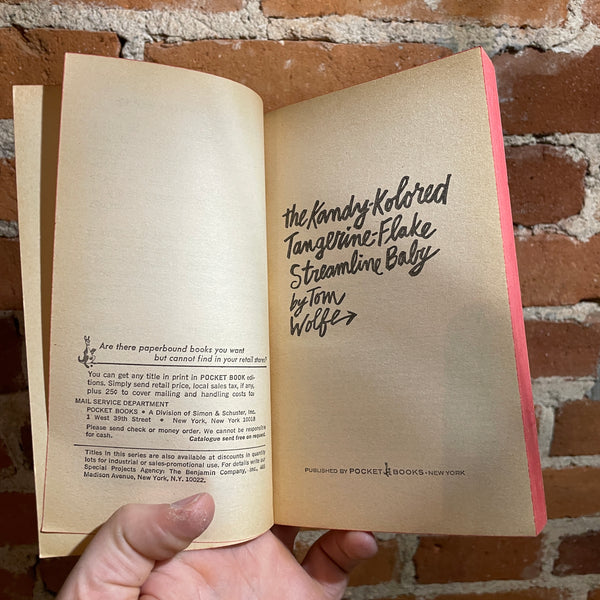 Are there paperbound books you want
but cannot find in your retail stores?
You can get any title in print in POCKET BOOK edi-
tions. Simply send retail price, local sales tax, if any,
plus 25¢ to cover mailing and handling costs to:
MAIL SERVICE DEPARTMENT
POCKET BOOKS • A Division of Simon & Schuster, Inc.
1 West 39th Street • New York, New York 10018
Please send check or money order. We cannot be responsible
for cash. Catalogue sent free on request.
Titles in this series are also available at discounts in quantity
lots for industrial or sales-promotional use. For details write our
Special Projects Agency: The Benjamin Company, Inc., 485
Madison Avenue, New York, N.Y. 10022.
the Kandy-Kolored
Tangerine-Flake
Streamline Baby
by Tom
Wolfe
PUBLISHED BY POCKET BOOKS • NEW YORK